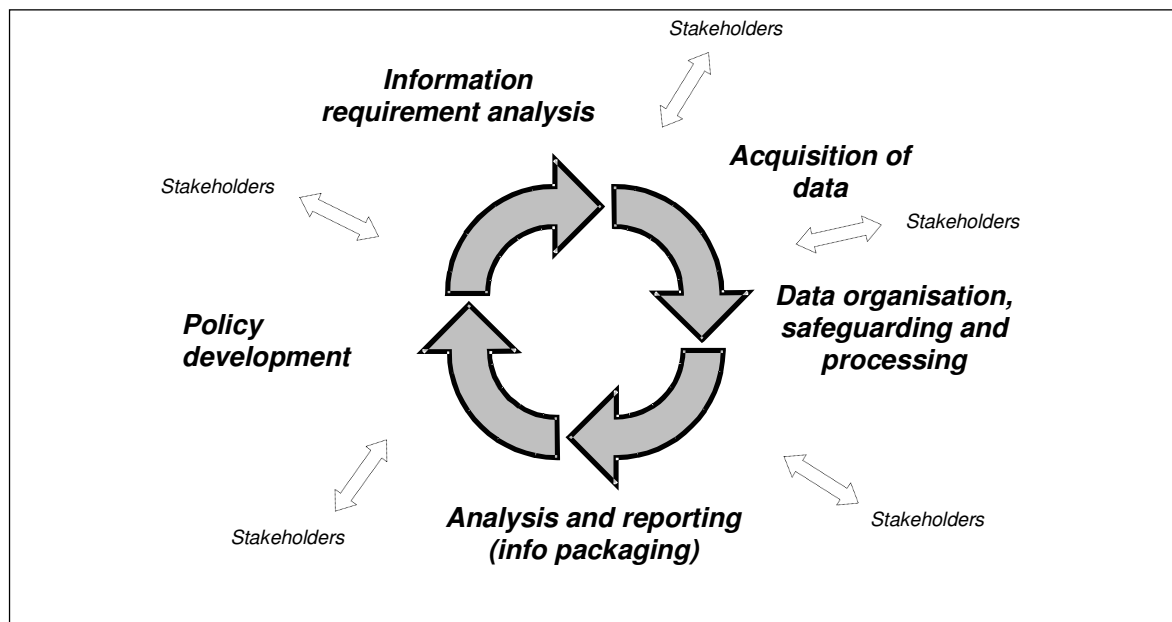 Stakeholders
Information
requirement analysis
Acquisition of
data
Stakeholders
Stakeholders
Data organisation,
safeguarding and
processing
Policy
development
Analysis and reporting
(info packaging)
Stakeholders
Stakeholders